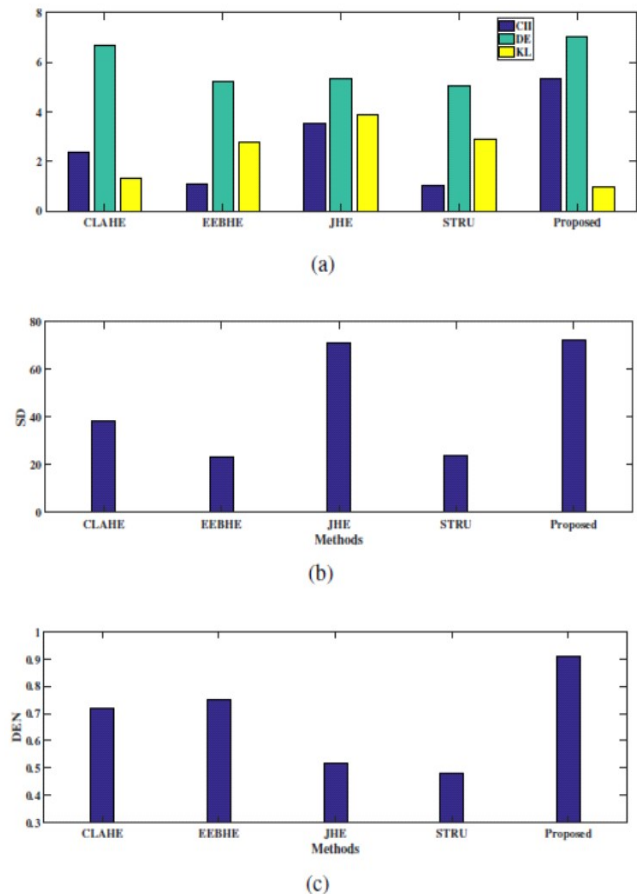 8
6
4
2
0
CII
DE
KL
CLAHE EEBHE JHE STRU Proposed
(a)
80
60
40
20
0
SD
CLAHE EEBHE JHE STRU Proposed
Methods
(b)
1
0.9
0.8
0.7
0.6
0.5
0.4
0.3
DEN
CLAHE EEBHE JHE STRU Proposed
Methods
(c)